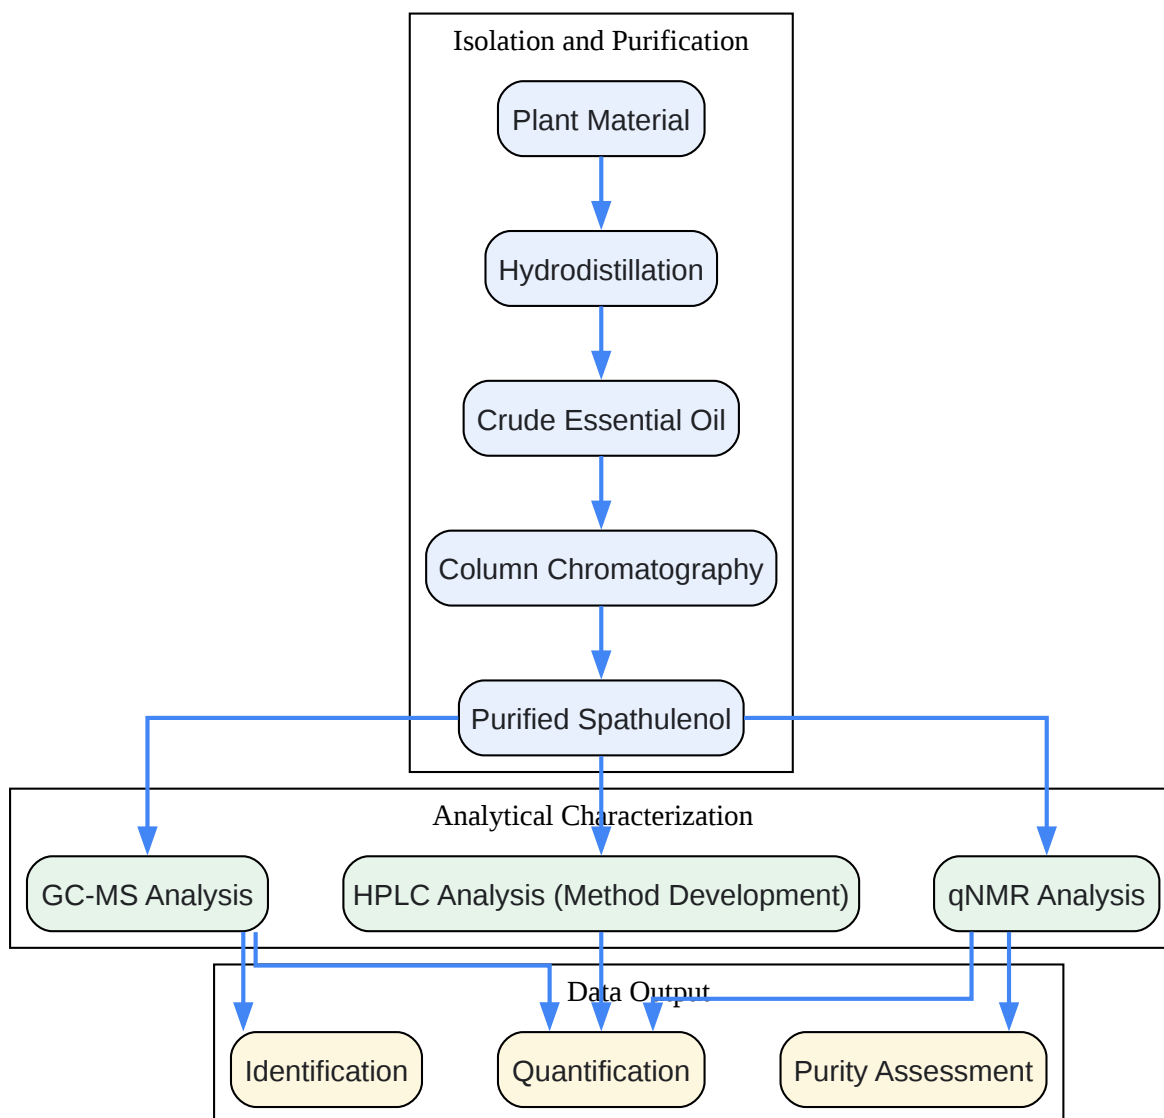 Isolation and Purification
Plant Material
Hydrodistillation
Crude Essential Oil
Column Chromatography
Purified Spathulenol
Analytical Characterization
GC-MS Analysis
HPLC Analysis (Method Development)
qNMR Analysis
Data Output
Identification
Quantification
Purity Assessment